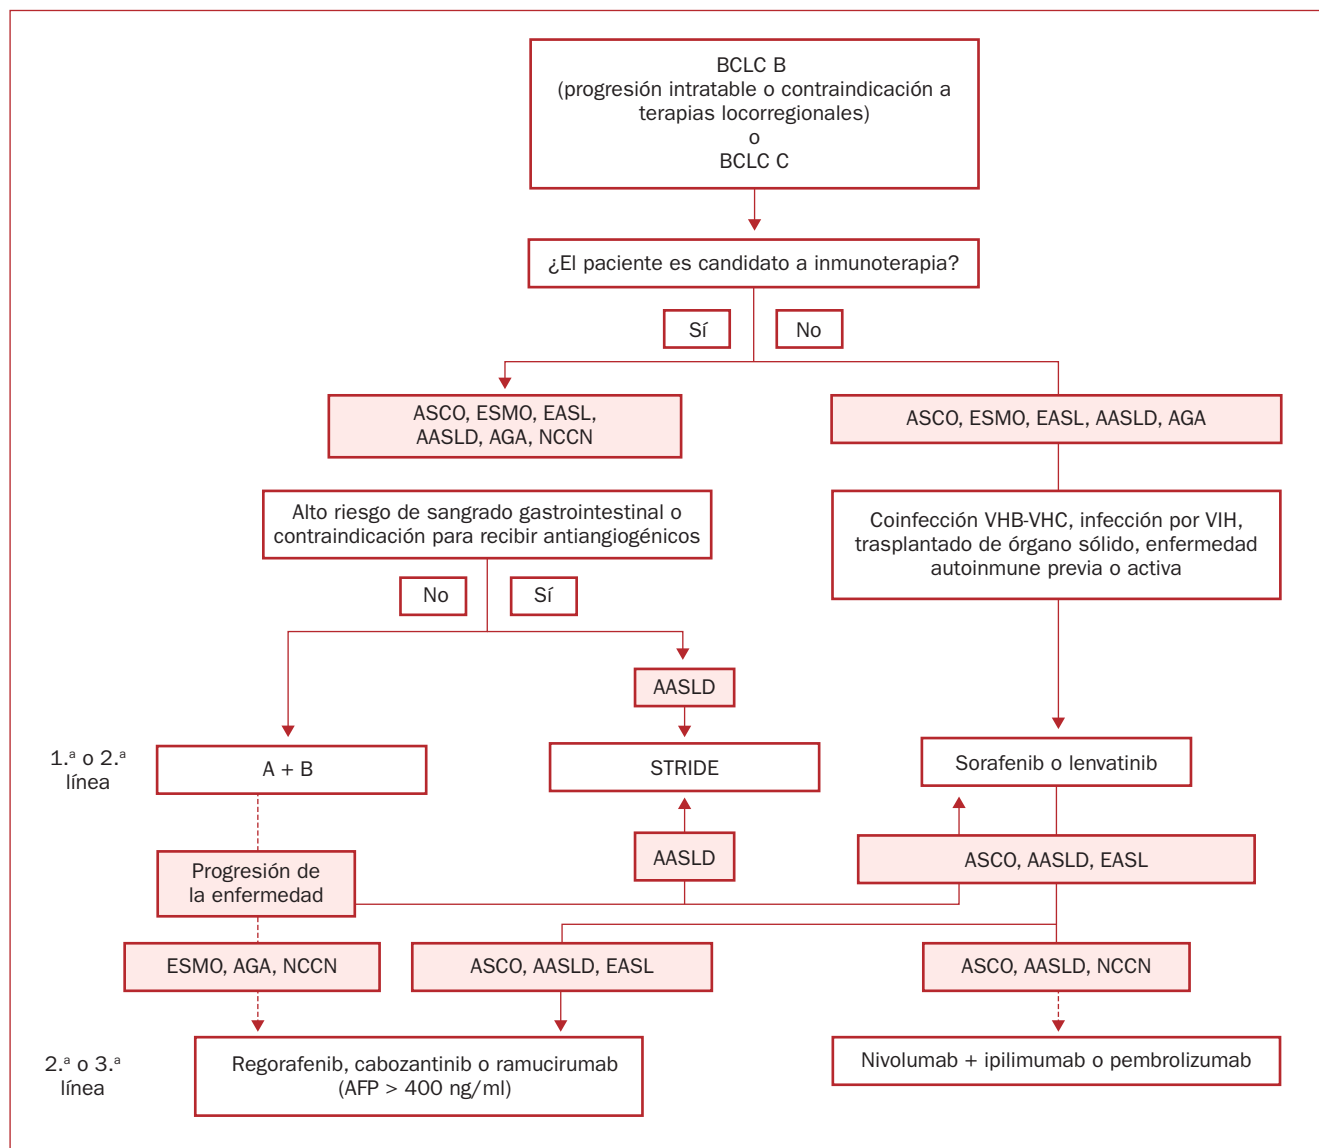 BCLC B
(progresión intratable o contraindicación a
terapias locorregionales)
o
BCLC C
¿El paciente es candidato a inmunoterapia?
Sí
No
ASCO, ESMO, EASL,
AASLD, AGA, NCCN
ASCO, ESMO, EASL, AASLD, AGA
Alto riesgo de sangrado gastrointestinal o
contraindicación para recibir antiangiogénicos
Coinfección VHB-VHC, infección por VIH,
trasplantado de órgano sólido, enfermedad
autoinmune previa o activa
No
Sí
AASLD
1.ª o 2.ª
línea
A + B
STRIDE
Sorafenib o lenvatinib
Progresión de
la enfermedad
AASLD
ASCO, AASLD, EASL
ESMO, AGA, NCCN
ASCO, AASLD, EASL
ASCO, AASLD, NCCN
2.ª o 3.ª
línea
Regorafenib, cabozantinib o ramucirumab
(AFP > 400 ng/ml)
Nivolumab + ipilimumab o pembrolizumab